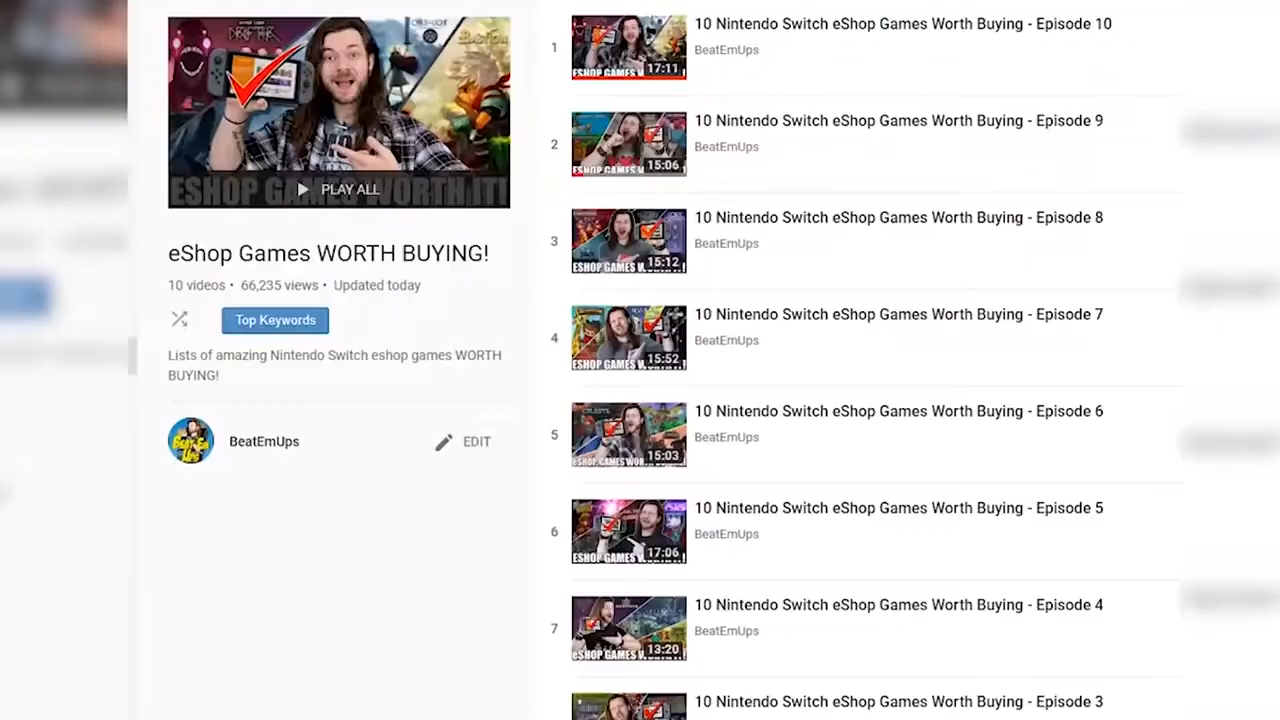 ESHOP GAMES WORTH IT!
PLAY ALL
eShop Games WORTH BUYING!
10 videos • 66,235 views • Updated today
Top Keywords
Lists of amazing Nintendo Switch eshop games WORTH
BUYING!
BeatEmUps
EDIT
1
17:11
10 Nintendo Switch eShop Games Worth Buying - Episode 10
BeatEmUps
2
15:06
10 Nintendo Switch eShop Games Worth Buying - Episode 9
BeatEmUps
3
15:12
10 Nintendo Switch eShop Games Worth Buying - Episode 8
BeatEmUps
4
15:52
10 Nintendo Switch eShop Games Worth Buying - Episode 7
BeatEmUps
5
15:03
10 Nintendo Switch eShop Games Worth Buying - Episode 6
BeatEmUps
6
17:06
10 Nintendo Switch eShop Games Worth Buying - Episode 5
BeatEmUps
7
13:20
10 Nintendo Switch eShop Games Worth Buying - Episode 4
BeatEmUps
10 Nintendo Switch eShop Games Worth Buying - Episode 3